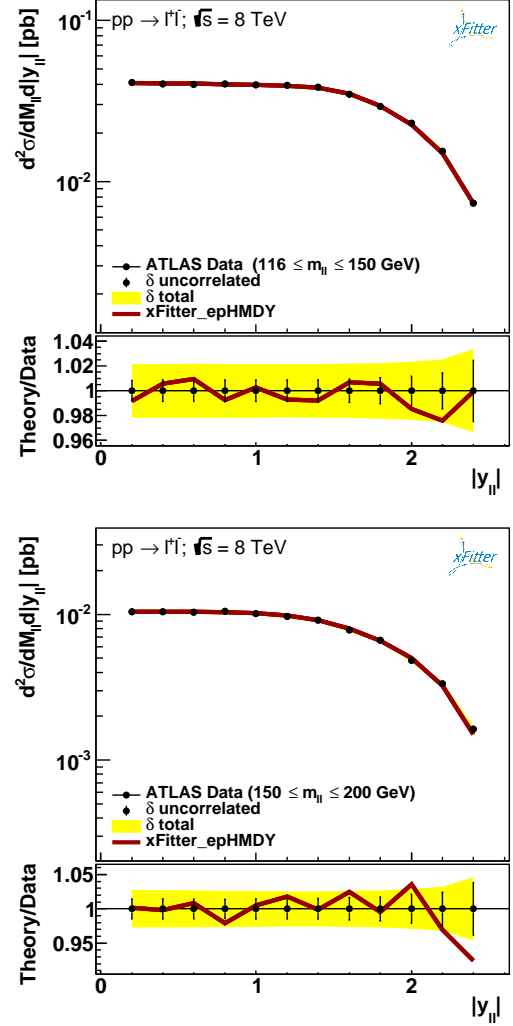 10⁻¹
pp → l⁺l⁻; √s = 8 TeV
xFitter
d²σ/dM_ll d|y_ll| [pb]
10⁻²
ATLAS Data (116 ≤ m_ll ≤ 150 GeV)
δ uncorrelated
δ total
xFitter_epHMDY
Theory/Data
1.04
1.02
1
0.98
0.96
0 1 2
|y_ll|
pp → l⁺l⁻; √s = 8 TeV
xFitter
d²σ/dM_ll d|y_ll| [pb]
10⁻²
10⁻³
ATLAS Data (150 ≤ m_ll ≤ 200 GeV)
δ uncorrelated
δ total
xFitter_epHMDY
Theory/Data
1.05
1
0.95
0 1 2
|y_ll|